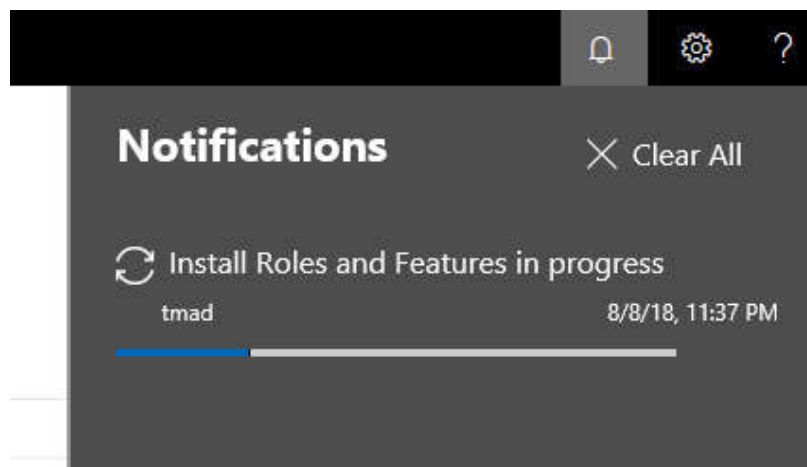 ?
Notifications
Clear All
Install Roles and Features in progress
tmad
8/8/18, 11:37 PM